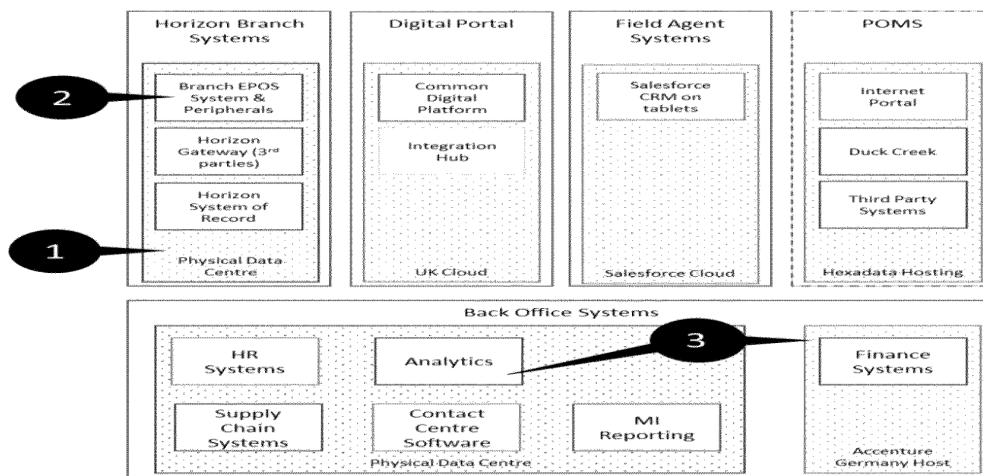 Horizon Branch
Systems
Branch EPOS
System &
Peripherals
Horizon
Gateway (3rd
parties)
Horizon
System of
Record
Physical Data
Centre
Digital Portal
Common
Digital
Platform
Integration
Hub
UK Cloud
Field Agent
Systems
Salesforce
CRM on
tablets
Salesforce Cloud
POMS
Internet
Portal
Duck Creek
Third Party
Systems
Hexadata Hosting
2
1
Back Office Systems
3
HR
Systems
Analytics
Finance
Systems
Supply
Chain
Systems
Contact
Centre
Software
MI
Reporting
Physical Data Centre
Accenture
Germany Host